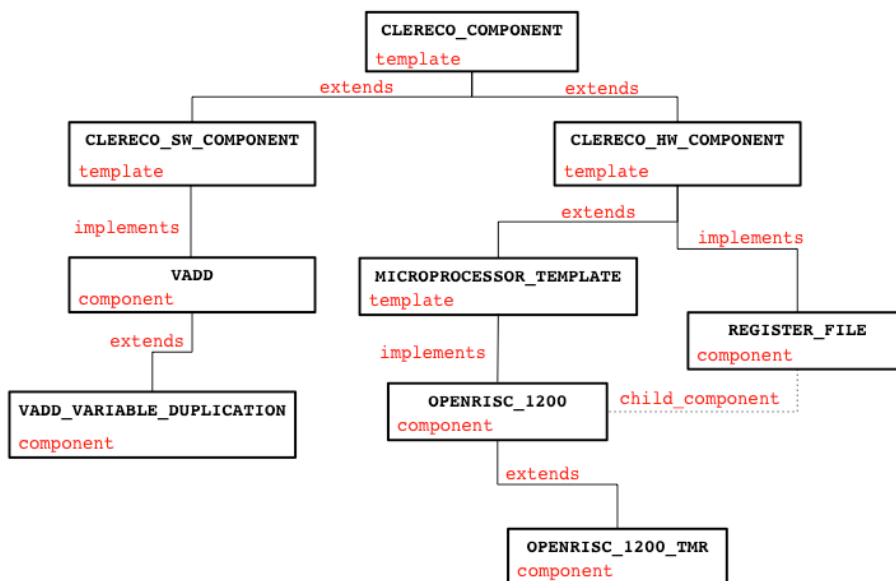 CLERECO_COMPONENT
template
extends
extends
CLERECO_SW_COMPONENT
template
CLERECO_HW_COMPONENT
template
implements
extends
implements
VADD
component
MICROPROCESSOR_TEMPLATE
template
REGISTER_FILE
component
extends
implements
VADD_VARIABLE_DUPLICATION
component
OPENRISC_1200
component
child_component
extends
OPENRISC_1200_TMR
component